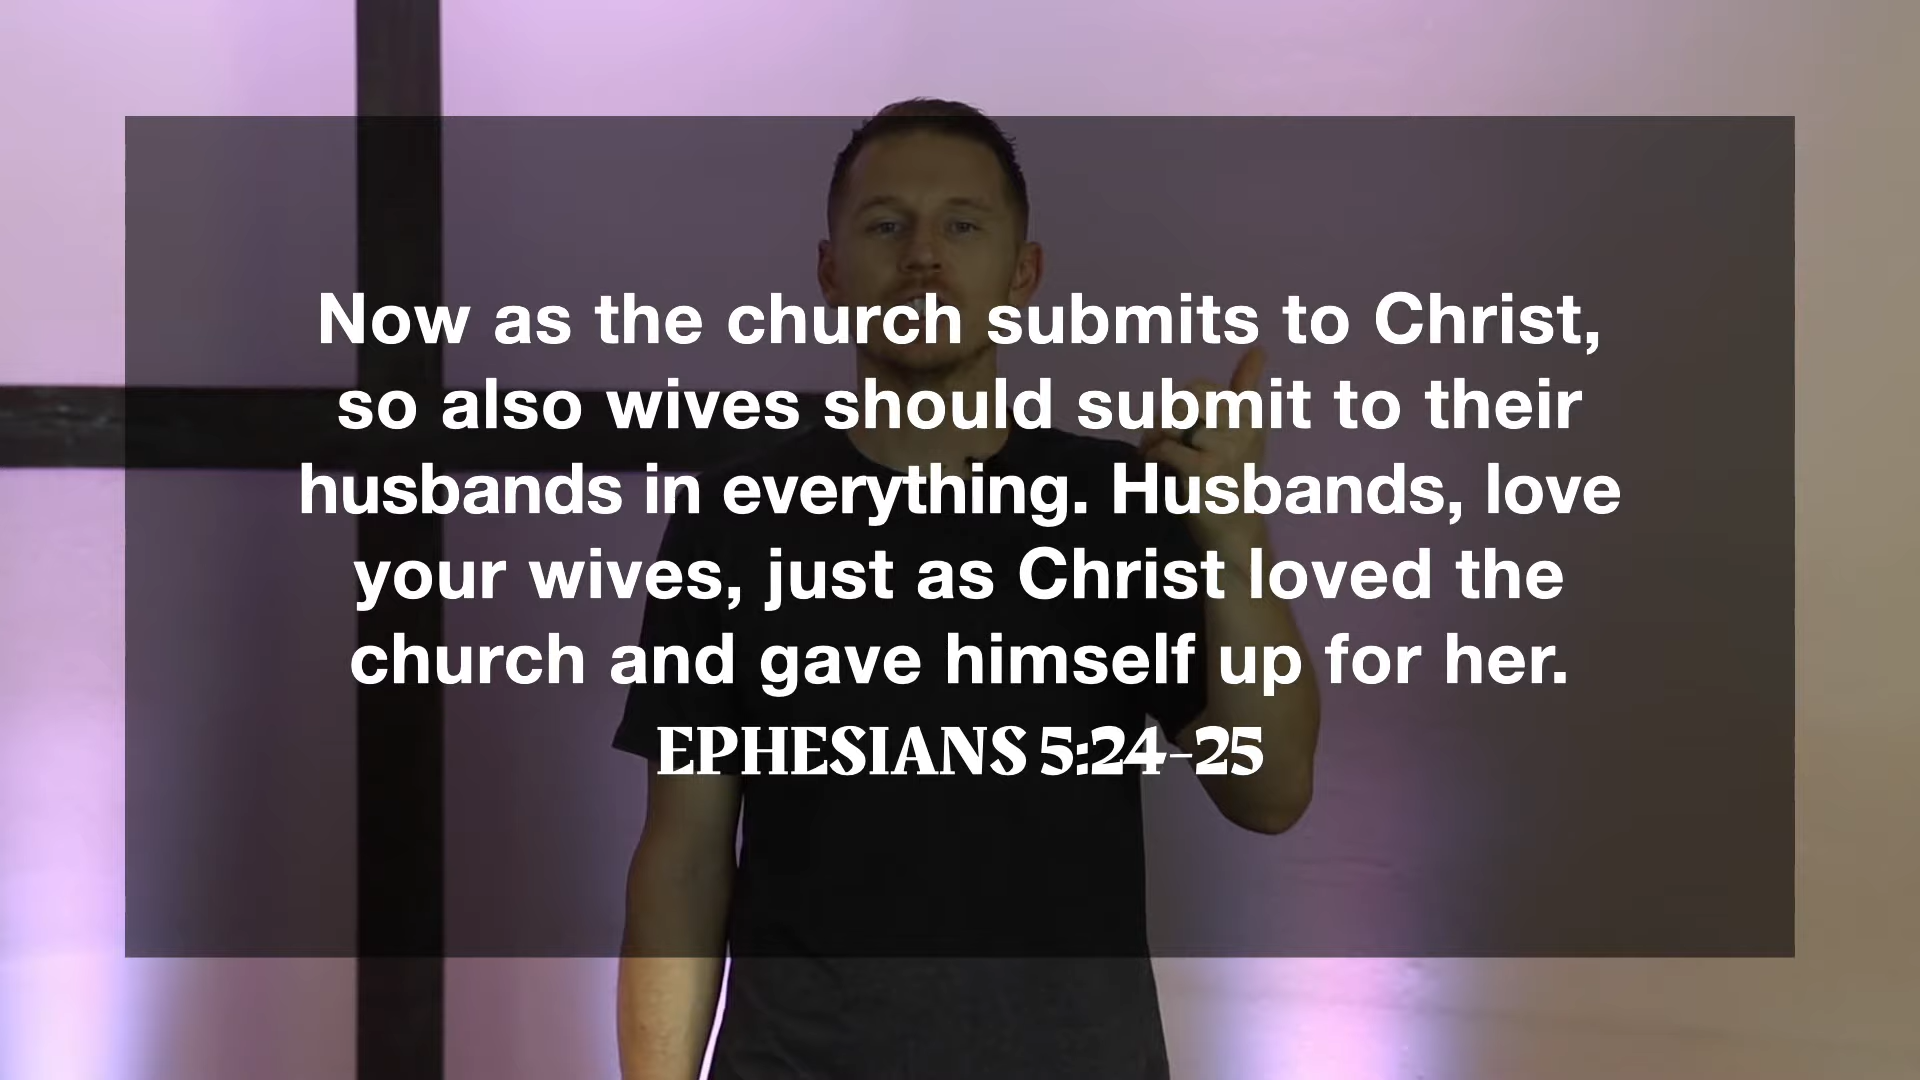 Now as the church submits to Christ,
so also wives should submit to their
husbands in everything. Husbands, love
your wives, just as Christ loved the
church and gave himself up for her.
EPHESIANS 5:24-25